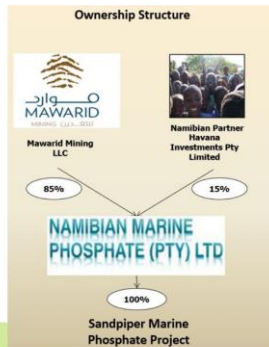 Ownership Structure
موارد
MAWARID
MINING للتعدين
Mawarid Mining
LLC
Namibian Partner
Havana
Investments Pty
Limited
85%
15%
NAMIBIAN MARINE
PHOSPHATE (PTY) LTD
100%
Sandpiper Marine
Phosphate Project